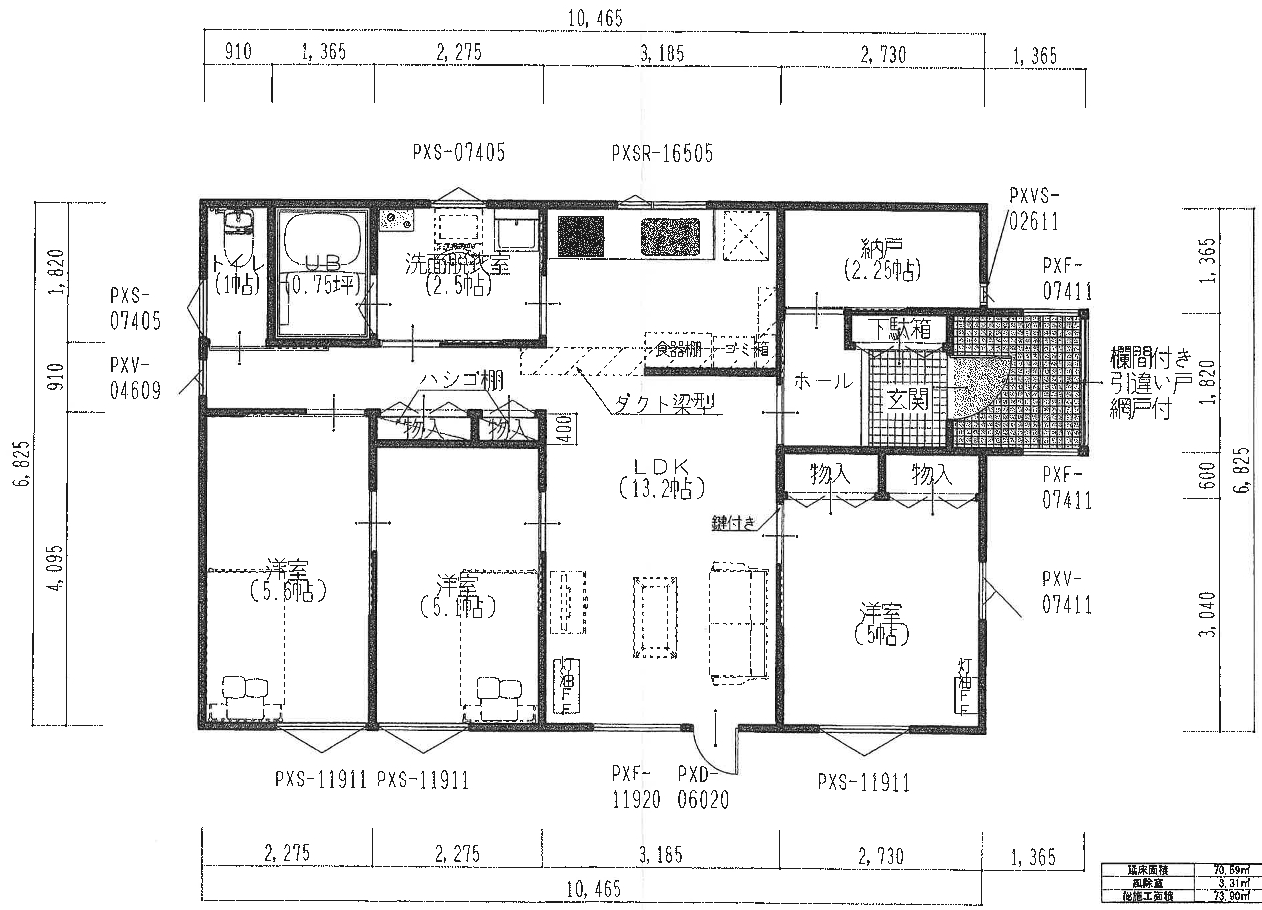 10,465
910
1,365
2,275
3,185
2,730
1,365
PXS-07405
PXSR-16505
PXVS-
02611
PXF-
07411
PXS-
07405
PXV-
04609
トイレ
(1帖)
UB
(0.75坪)
洗面脱衣室
(2.5帖)
納戸
(2.25帖)
下駄箱
食器棚
ゴミ箱
ホール
玄関
欄間付き
引違い戸
網戸付
ハシゴ棚
ダクト梁型
物入
物入
400
LDK
(13.2帖)
物入
物入
鍵付き
PXF-
07411
PXV-
07411
洋室
(5.6帖)
洋室
(5.1帖)
洋室
(5帖)
灯油FF
灯油FF
1,820
910
4,095
6,825
1,365
1,820
600
3,040
6,825
PXS-11911
PXS-11911
PXF-
11920
PXD-
06020
PXS-11911
2,275
2,275
3,185
2,730
1,365
10,465
延床面積 70.59㎡
風除室 3.31㎡
総施工面積 73.90㎡